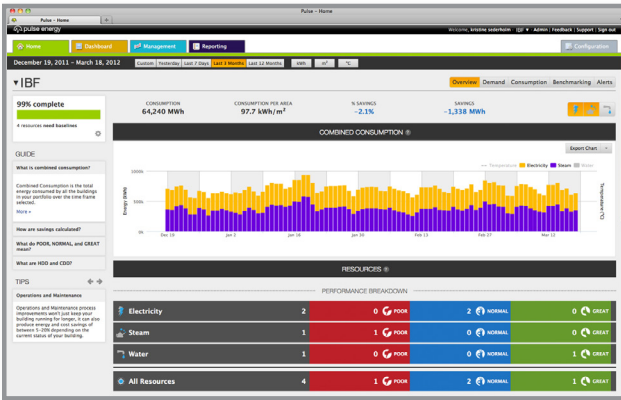 Pulse - Home
Pulse - Home
pulse energy
Welcome, kristine soderholm · IBF ▾ · Admin | Feedback | Support | Sign out
Home
Dashboard
Management
Reporting
Configuration
December 19, 2011 - March 18, 2012
Custom Yesterday Last 7 Days Last 3 Months Last 12 Months
kWh
m²
°C
▾IBF
Overview Demand Consumption Benchmarking Alerts
99% complete
4 resources need baselines
CONSUMPTION
64,240 MWh
CONSUMPTION PER AREA
97.7 kWh/m²
% SAVINGS
-2.1%
SAVINGS
-1,338 MWh
COMBINED CONSUMPTION
Export Chart
Temperature Electricity Steam Water
Energy (kWh)
1000k
500k
0k
Dec 19
Jan 2
Jan 16
Jan 30
Feb 13
Feb 27
Mar 12
Temperature (°C)
GUIDE
What is combined consumption?
Combined Consumption is the total
energy consumed by all the buildings
in your portfolio over the time frame
selected.
More »
How are savings calculated?
What do POOR, NORMAL, and GREAT
mean?
What are HDD and CDD?
TIPS
Operations and Maintenance
Operations and Maintenance process
improvements won't just keep your
building running for longer, it can also
produce energy and cost savings of
between 5-20% depending on the
current status of your building.
RESOURCES
PERFORMANCE BREAKDOWN
Electricity 2 0 POOR 2 NORMAL 0 GREAT
Steam 1 1 POOR 0 NORMAL 0 GREAT
Water 1 0 POOR 0 NORMAL 1 GREAT
All Resources 4 1 POOR 2 NORMAL 1 GREAT